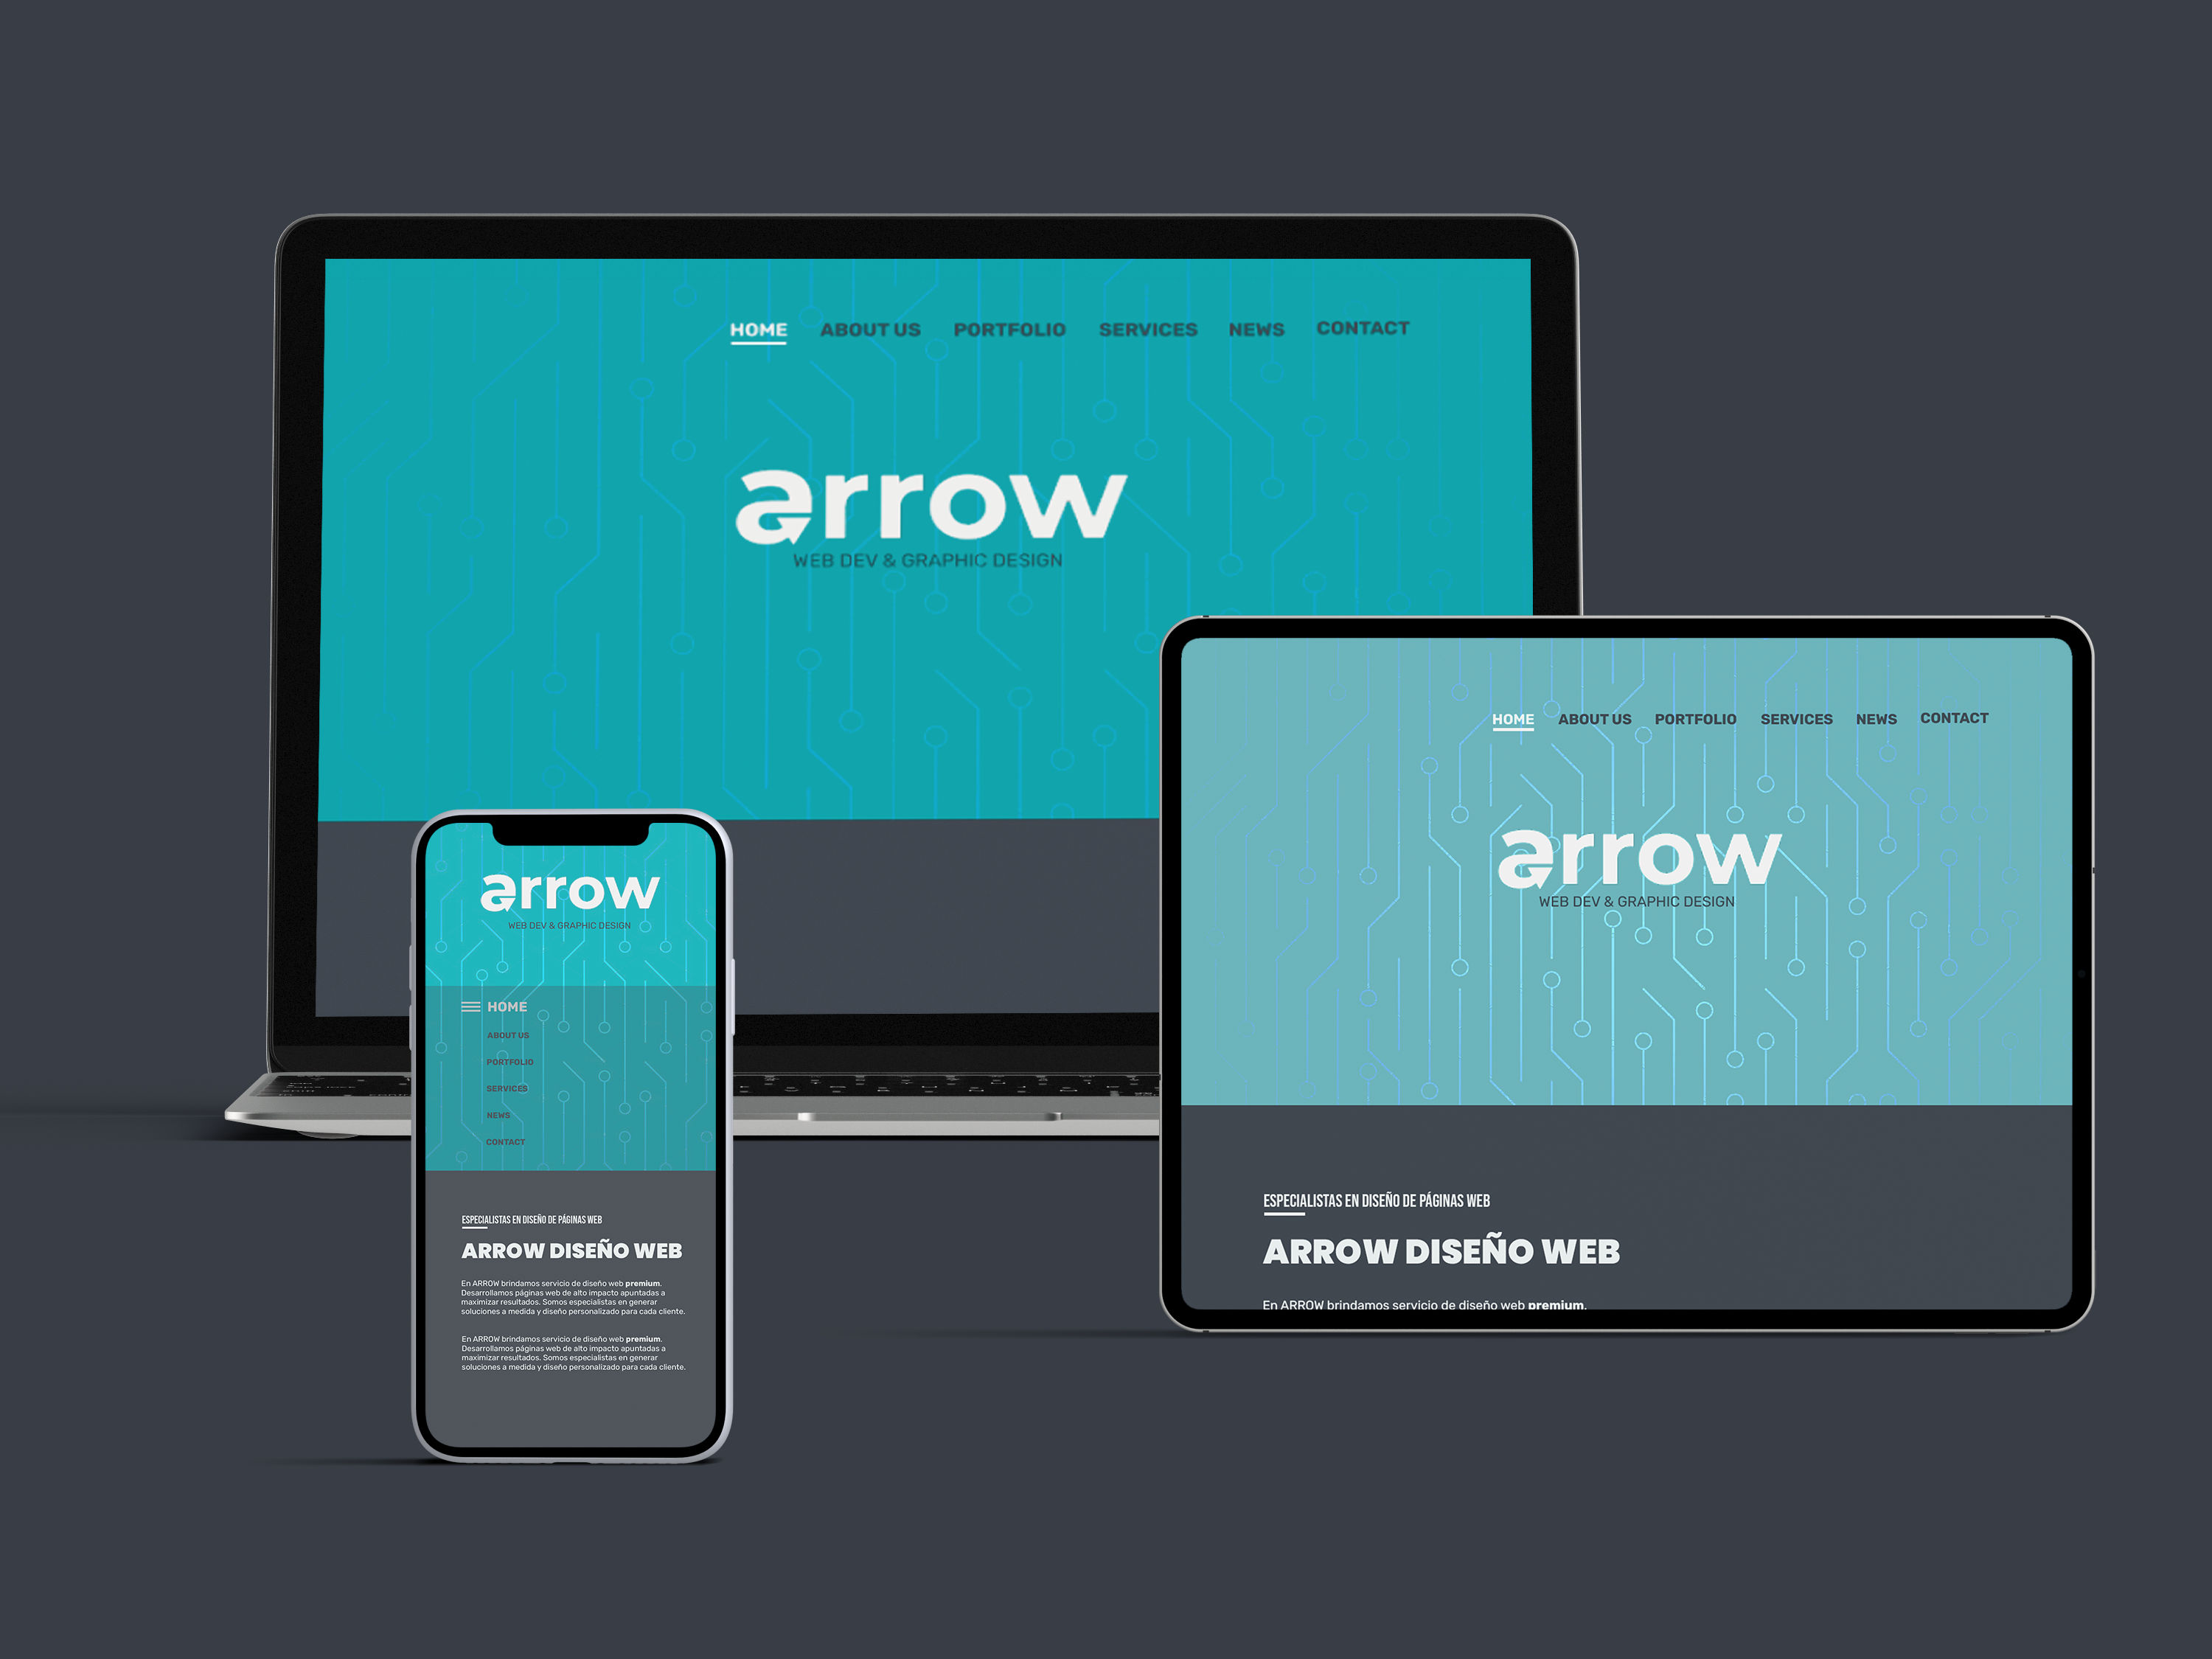 HOME ABOUT US PORTFOLIO SERVICES NEWS CONTACT
arrow
WEB DEV & GRAPHIC DESIGN
arrow
WEB DEV & GRAPHIC DESIGN
HOME
ABOUT US
PORTFOLIO
SERVICES
NEWS
CONTACT
ESPECIALISTAS EN DISEÑO DE PÁGINAS WEB
ARROW DISEÑO WEB
En ARROW brindamos servicio de diseño web premium.
Desarrollamos páginas web de alto impacto apuntadas a
maximizar resultados. Somos especialistas en generar
soluciones a medida y diseño personalizado para cada cliente.
En ARROW brindamos servicio de diseño web premium.
Desarrollamos páginas web de alto impacto apuntadas a
maximizar resultados. Somos especialistas en generar
soluciones a medida y diseño personalizado para cada cliente.
HOME ABOUT US PORTFOLIO SERVICES NEWS CONTACT
arrow
WEB DEV & GRAPHIC DESIGN
ESPECIALISTAS EN DISEÑO DE PÁGINAS WEB
ARROW DISEÑO WEB
En ARROW brindamos servicio de diseño web premium.